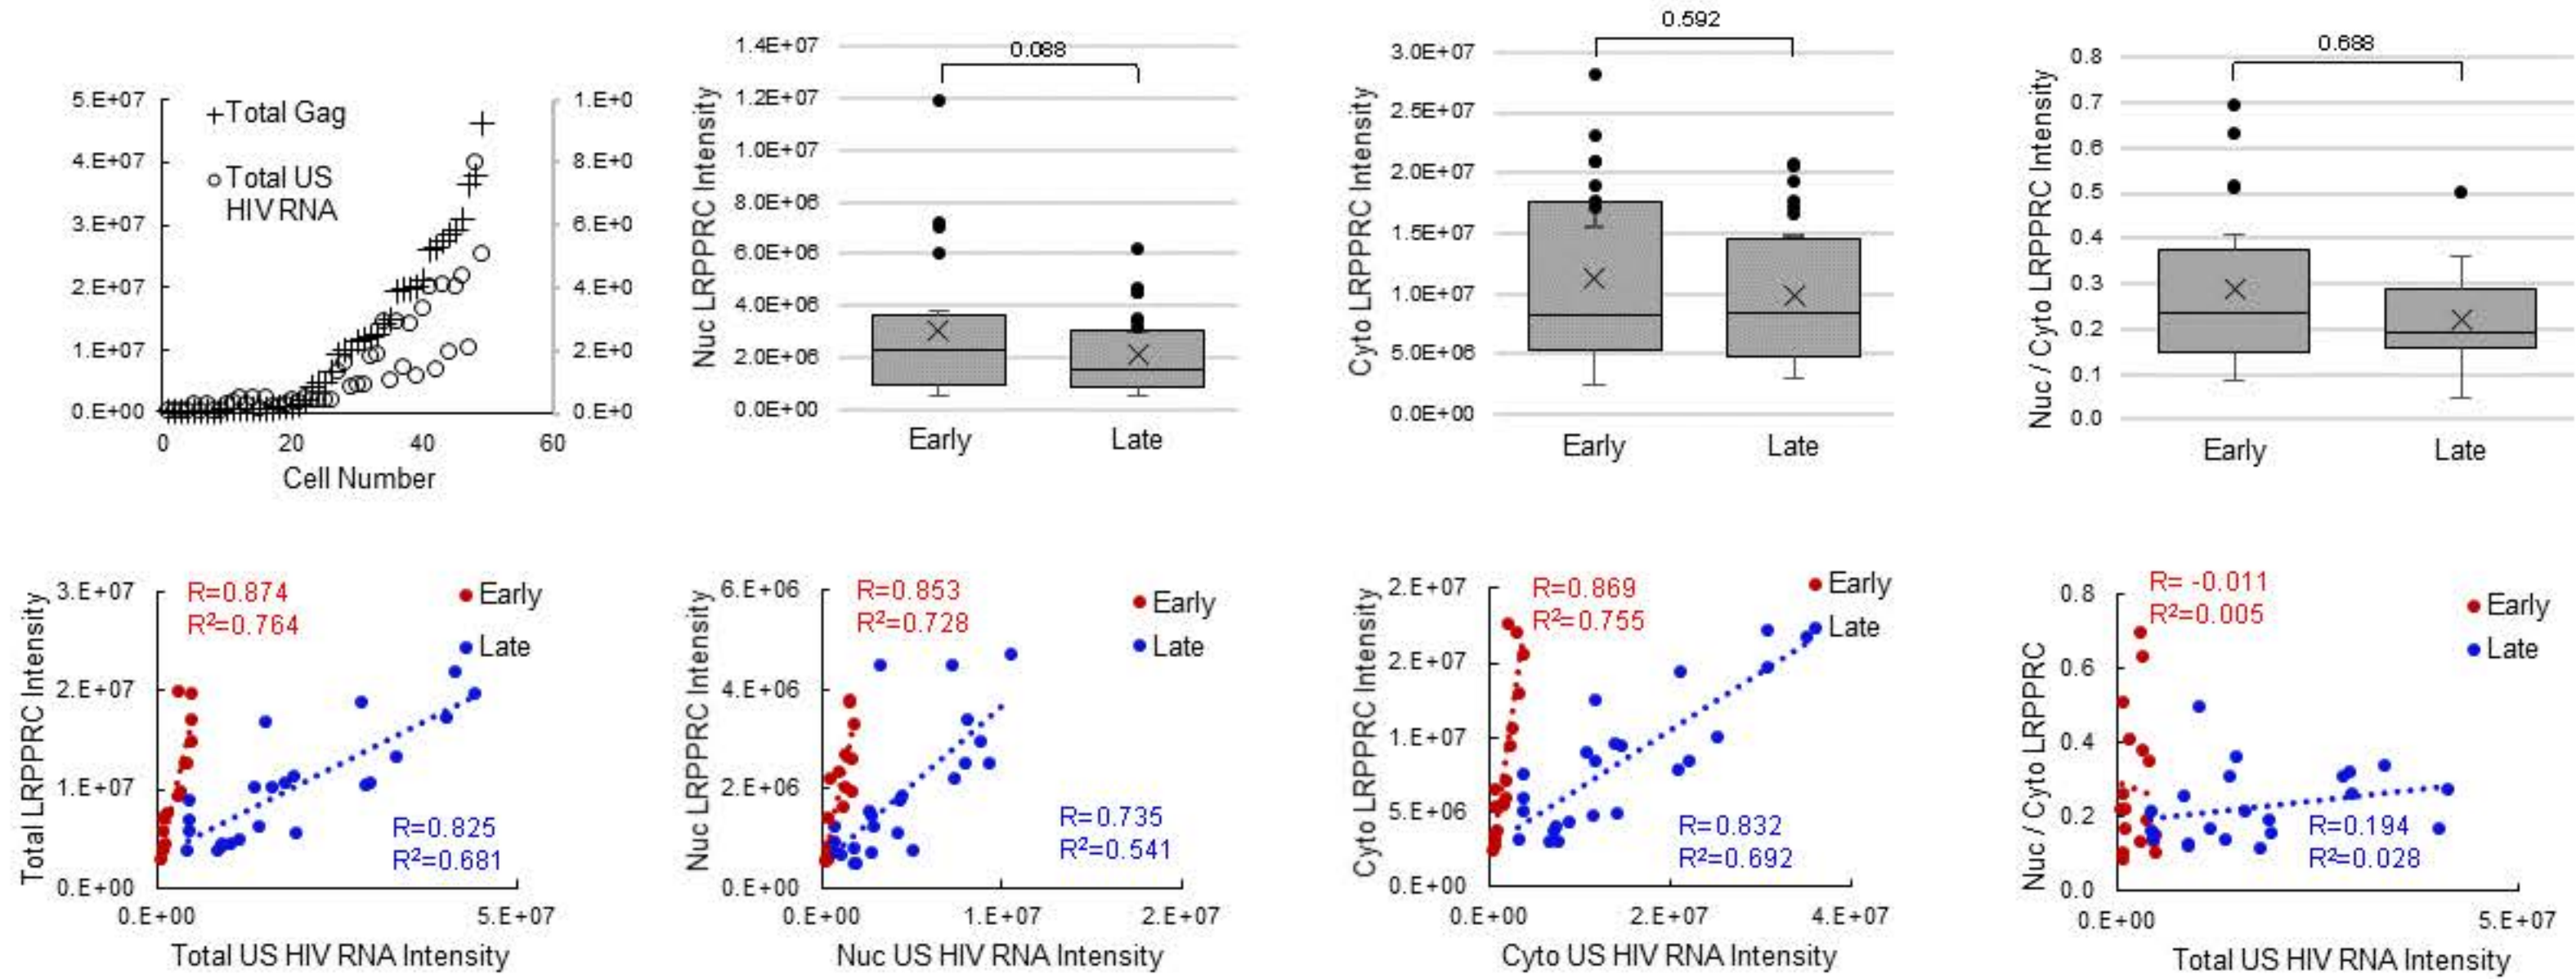 5.E+07
4.E+07
3.E+07
2.E+07
1.E+07
0.E+00
+Total Gag
Total US
HIV RNA
1.E+0
8.E+0
6.E+0
4.E+0
2.E+0
0.E+0
0
20
40
60
Cell Number
Nuc LRPPRC Intensity
1.4E+07
1.2E+07
1.0E+07
8.0E+06
6.0E+06
4.0E+06
2.0E+06
0.0E+00
0.088
Early
Late
Cyto LRPPRC Intensity
3.0E+07
2.5E+07
2.0E+07
1.5E+07
1.0E+07
5.0E+06
0.0E+00
0.592
Early
Late
Nuc / Cyto LRPPRC Intensity
0.8
0.7
0.6
0.5
0.4
0.3
0.2
0.1
0.0
0.688
Early
Late
Total LRPPRC Intensity
3.E+07
2.E+07
1.E+07
0.E+00
R=0.874
R²=0.764
Early
Late
R=0.825
R²=0.681
0.E+00
5.E+07
Total US HIV RNA Intensity
Nuc LRPPRC Intensity
6.E+06
4.E+06
2.E+06
0.E+00
R=0.853
R²=0.728
Early
Late
R=0.735
R²=0.541
0.E+00
1.E+07
2.E+07
Nuc US HIV RNA Intensity
Cyto LRPPRC Intensity
2.E+07
2.E+07
1.E+07
5.E+06
0.E+00
R=0.869
R²=0.755
Early
Late
R=0.832
R²=0.692
0.E+00
2.E+07
4.E+07
Cyto US HIV RNA Intensity
Nuc / Cyto LRPPRC
0.8
0.6
0.4
0.2
0.0
R= -0.011
R²=0.005
Early
Late
R=0.194
R²=0.028
0.E+00
5.E+07
Total US HIV RNA Intensity